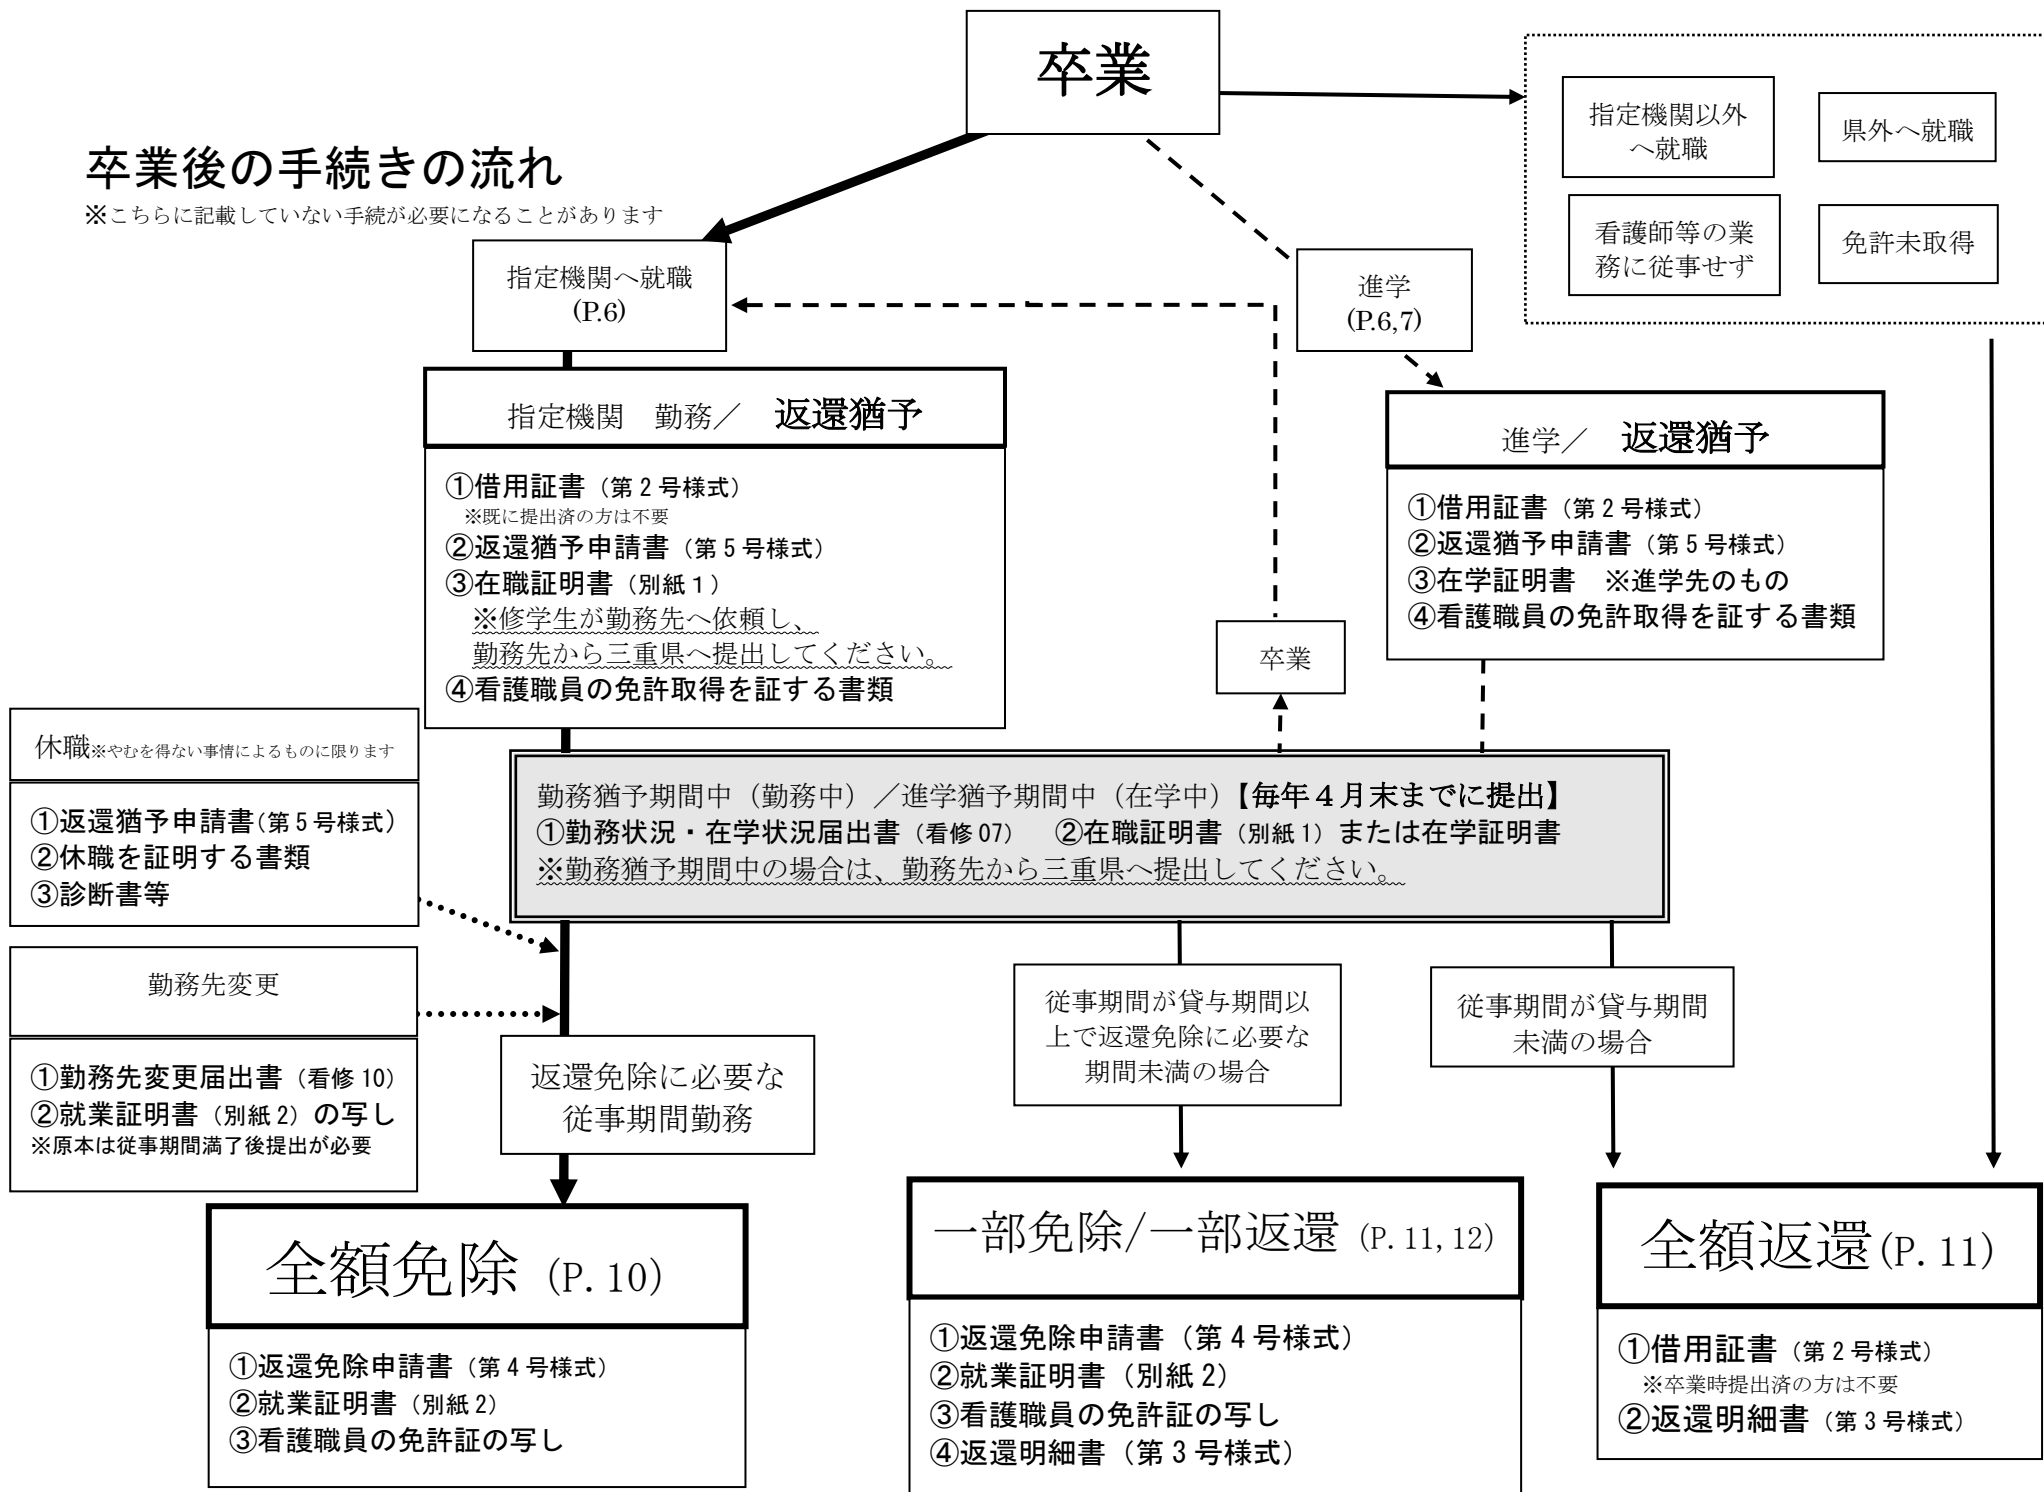 卒業
卒業後の手続きの流れ
※こちらに記載していない手続が必要になることがあります
指定機関以外
へ就職
県外へ就職
看護師等の業
務に従事せず
免許未取得
指定機関へ就職
(P.6)
進学
(P.6,7)
指定機関　勤務／　返還猶予
①借用証書（第２号様式）
※既に提出済の方は不要
②返還猶予申請書（第５号様式）
③在職証明書（別紙１）
※修学生が勤務先へ依頼し、
勤務先から三重県へ提出してください。
④看護職員の免許取得を証する書類
進学／　返還猶予
①借用証書（第２号様式）
②返還猶予申請書（第５号様式）
③在学証明書　※進学先のもの
④看護職員の免許取得を証する書類
卒業
休職※やむを得ない事情によるものに限ります
①返還猶予申請書(第５号様式)
②休職を証明する書類
③診断書等
勤務猶予期間中（勤務中）／進学猶予期間中（在学中）【毎年４月末までに提出】
①勤務状況・在学状況届出書（看修07）　②在職証明書（別紙1）または在学証明書
※勤務猶予期間中の場合は、勤務先から三重県へ提出してください。
勤務先変更
①勤務先変更届出書（看修10）
②就業証明書（別紙2）の写し
※原本は従事期間満了後提出が必要
返還免除に必要な
従事期間勤務
従事期間が貸与期間以
上で返還免除に必要な
期間未満の場合
従事期間が貸与期間
未満の場合
全額免除（P.10）
①返還免除申請書（第４号様式）
②就業証明書（別紙2）
③看護職員の免許証の写し
一部免除/一部返還（P.11,12）
①返還免除申請書（第４号様式）
②就業証明書（別紙2）
③看護職員の免許証の写し
④返還明細書（第３号様式）
全額返還(P.11)
①借用証書（第２号様式）
※卒業時提出済の方は不要
②返還明細書（第３号様式）